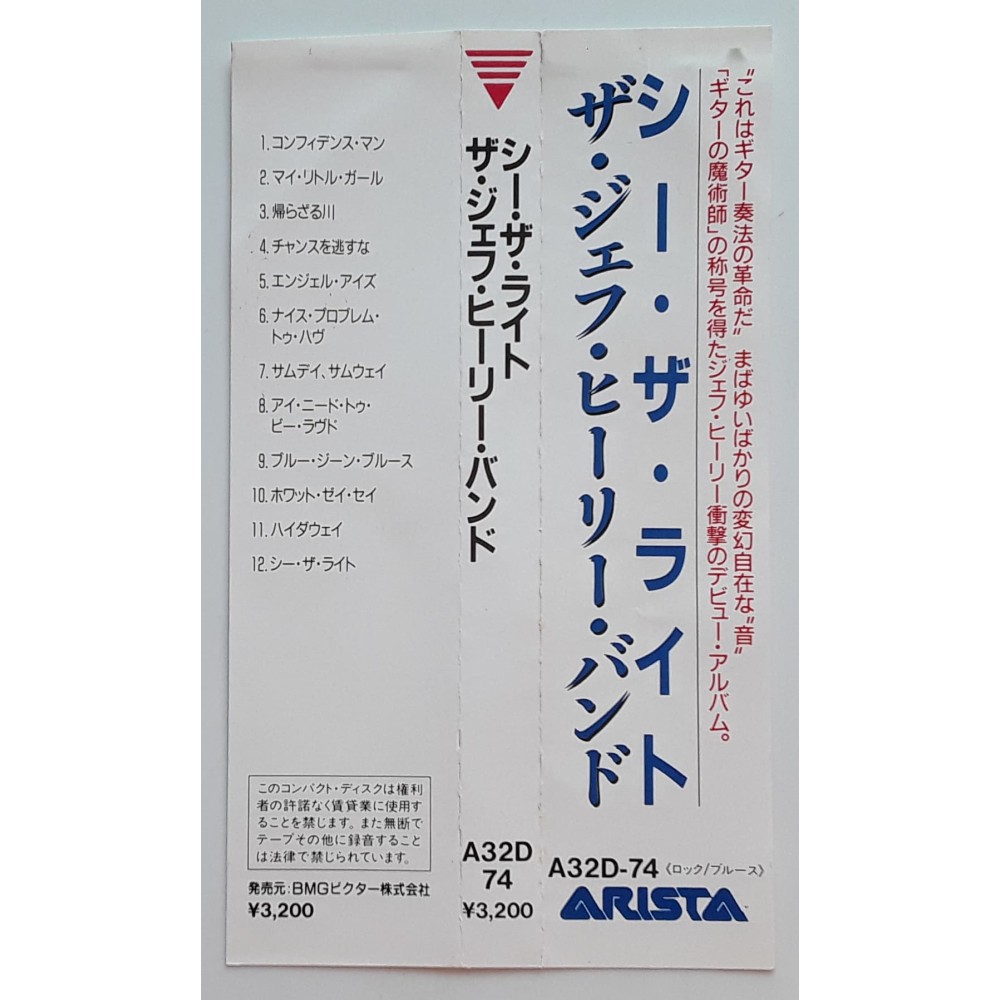 1.コンフィデンス・マン
2.マイ・リトル・ガール
3.帰らざる川
4.チャンスを逃すな
5.エンジェル・アイズ
6.ナイス・プロブレム・
トゥ・ハヴ
7.サムデイ、サムウェイ
8.アイ・ニード・トゥ・
ビー・ラヴド
9.ブルー・ジーン・ブルース
10.ホワット・ゼイ・セイ
11.ハイダウェイ
12.シー・ザ・ライト
このコンパクト・ディスクは権利
者の許諾なく賃貸業に使用す
ることを禁じます。また無断で
テープその他に録音すること
は法律で禁じられています。
発売元:BMGビクター株式会社
¥3,200
シー・ザ・ライト
ザ・ジェフ・ヒーリー・バンド
A32D
74
¥3,200
"これはギター奏法の革命だ"まばゆいばかりの変幻自在な"音"
「ギターの魔術師」の称号を得たジェフ・ヒーリー衝撃のデビュー・アルバム。
シー・ザ・ライト
ザ・ジェフ・ヒーリー・バンド
A32D-74《ロック/ブルース》
ARISTA